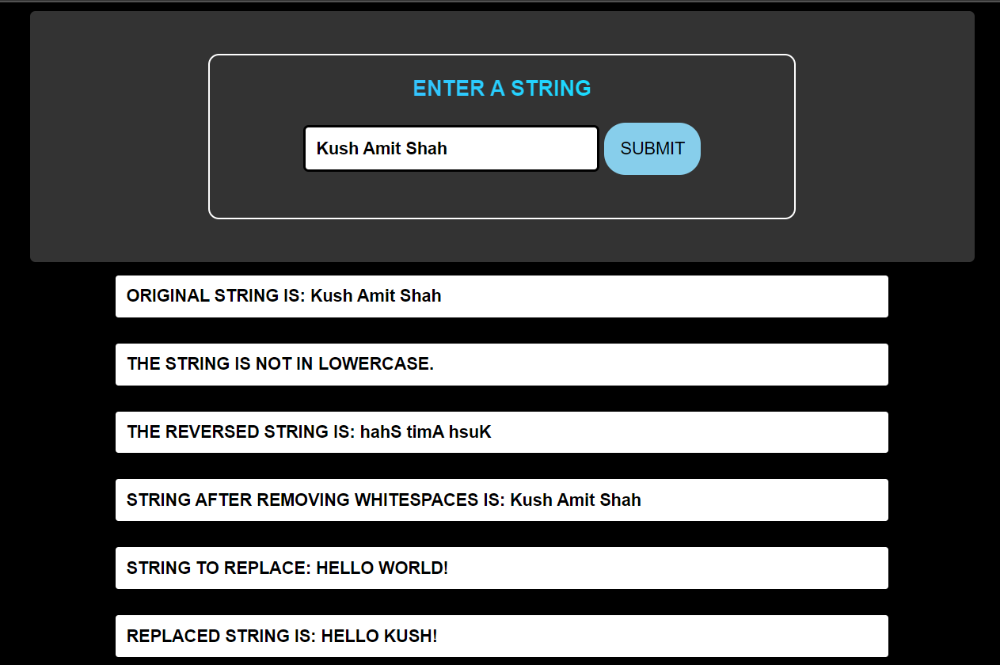 ENTER A STRING
Kush Amit Shah SUBMIT
ORIGINAL STRING IS: Kush Amit Shah
THE STRING IS NOT IN LOWERCASE.
THE REVERSED STRING IS: hahS timA hsuK
STRING AFTER REMOVING WHITESPACES IS: Kush Amit Shah
STRING TO REPLACE: HELLO WORLD!
REPLACED STRING IS: HELLO KUSH!